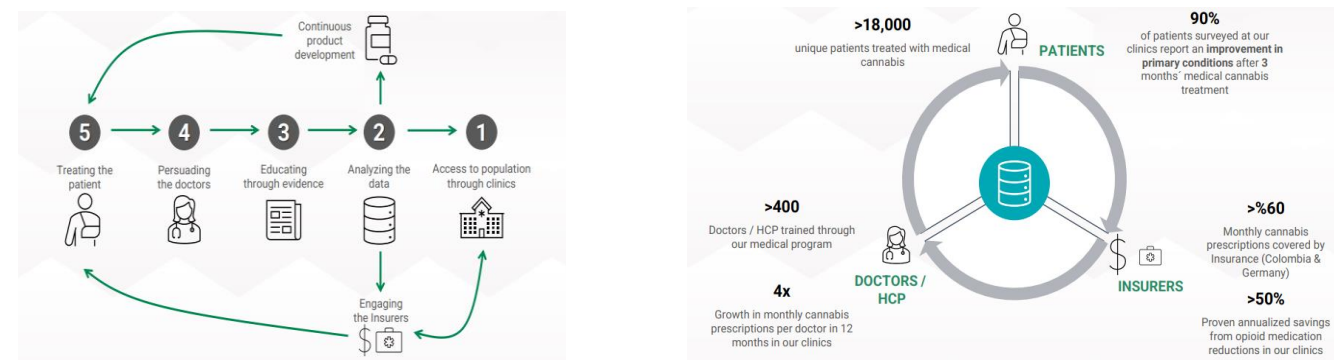 Continuous
product
development
5
4
3
2
1
Treating the
patient
Persuading
the doctors
Educating
through evidence
Analyzing the
data
Access to population
through clinics
Engaging
the Insurers
$
>18,000
unique patients treated with medical
cannabis
PATIENTS
90%
of patients surveyed at our
clinics report an improvement in
primary conditions after 3
months´ medical cannabis
treatment
>400
Doctors / HCP trained through
our medical program
4x
Growth in monthly cannabis
prescriptions per doctor in 12
months in our clinics
DOCTORS /
HCP
$
INSURERS
>%60
Monthly cannabis
prescriptions covered by
Insurance (Colombia &
Germany)
>50%
Proven annualized savings
from opioid medication
reductions in our clinics